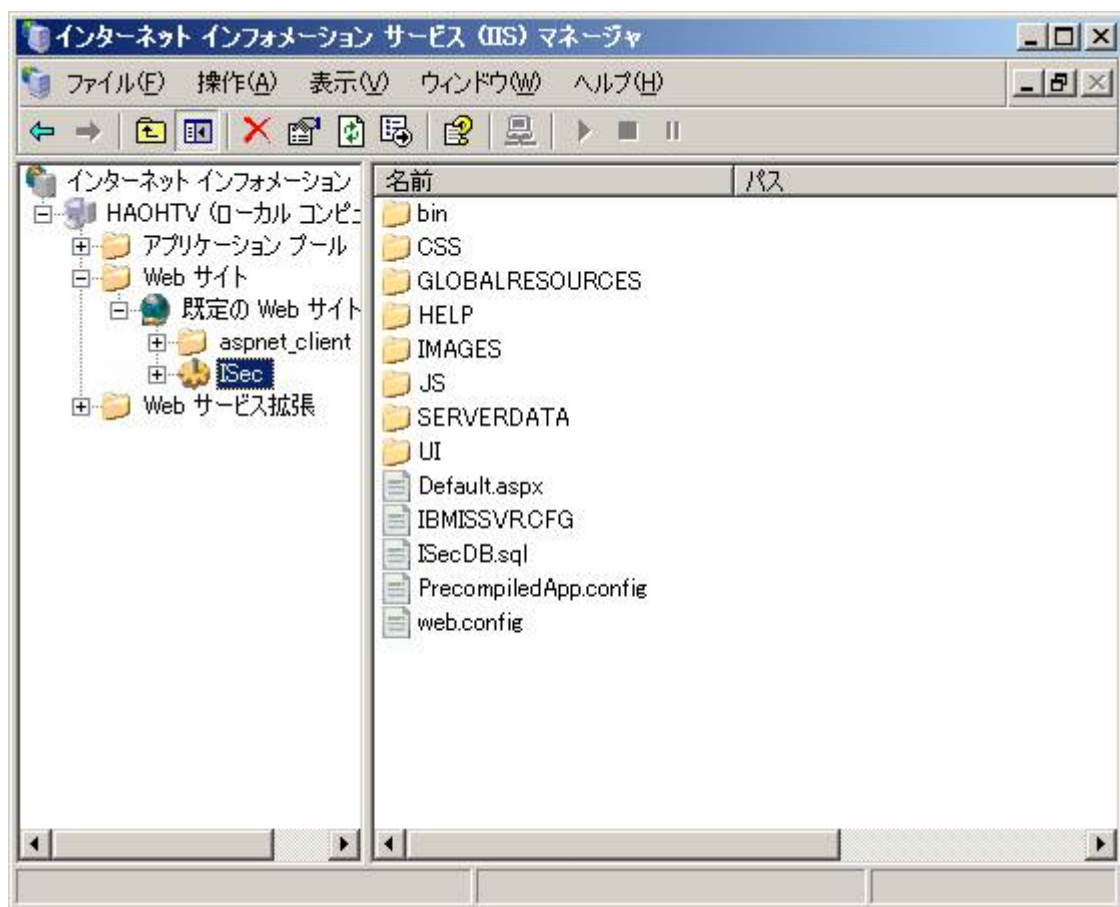 インターネット インフォメーション サービス (IIS) マネージャ
ファイル(F) 操作(A) 表示(V) ウィンドウ(W) ヘルプ(H)
インターネット インフォメーション
HAOHTV (ローカル コンピュ
アプリケーション プール
Web サイト
既定の Web サイト
aspnet_client
ISec
Web サービス拡張
名前 パス
bin
CSS
GLOBALRESOURCES
HELP
IMAGES
JS
SERVERDATA
UI
Default.aspx
IBMISSVRCFG
ISecDB.sql
PrecompiledApp.config
web.config